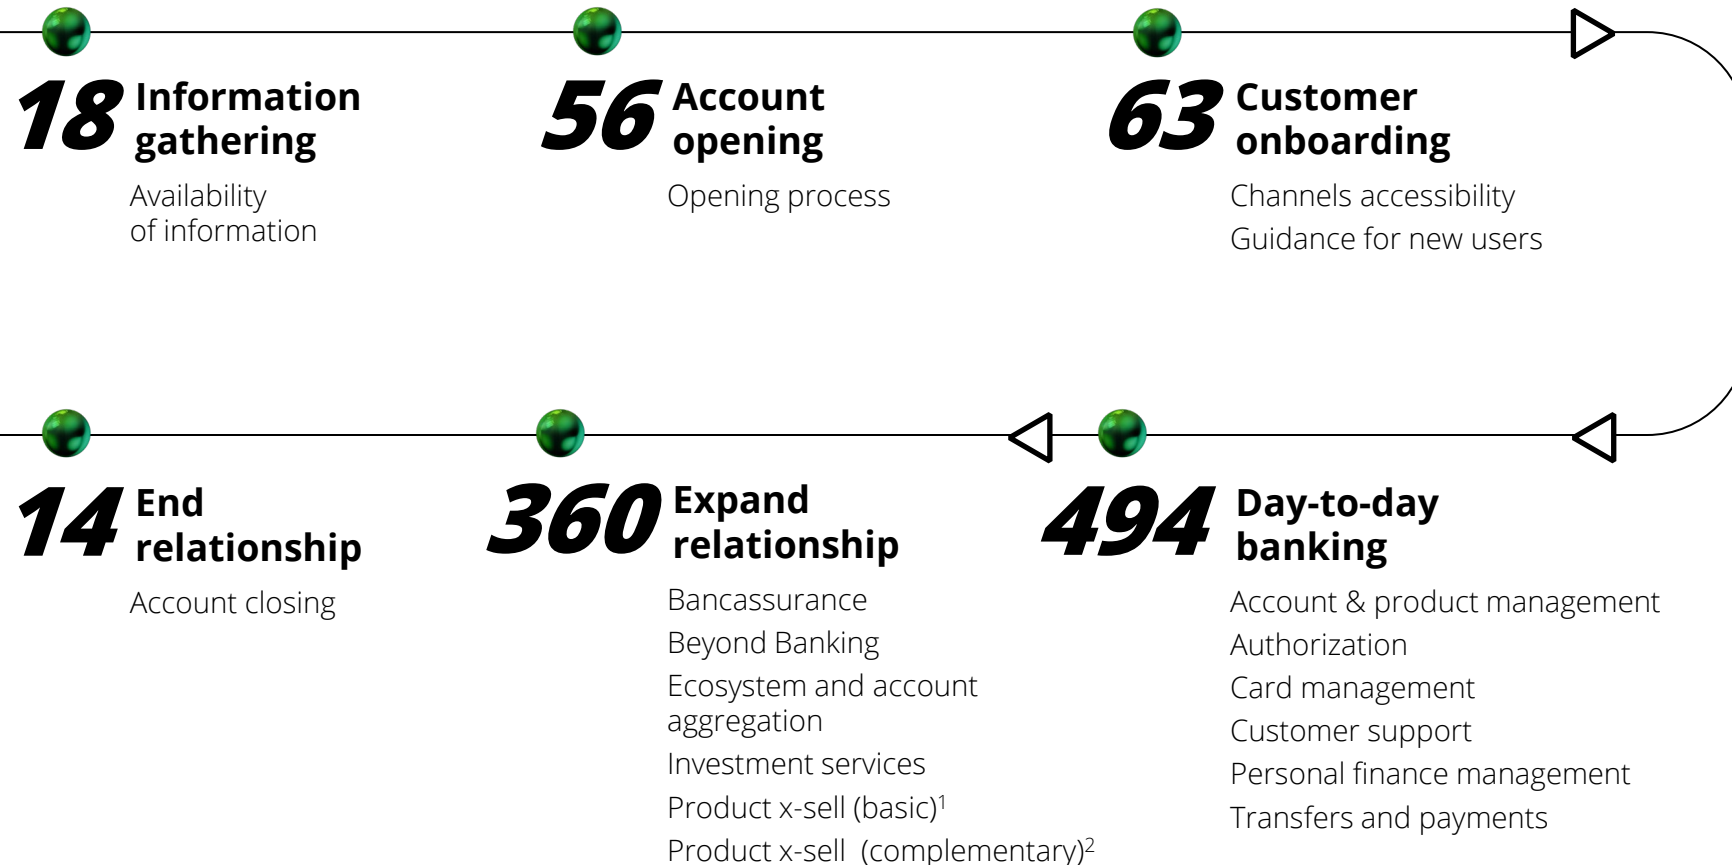 18 Information
gathering
Availability
of information
56 Account
opening
Opening process
63 Customer
onboarding
Channels accessibility
Guidance for new users
14 End
relationship
Account closing
360 Expand
relationship
Bancassurance
Beyond Banking
Ecosystem and account
aggregation
Investment services
Product x-sell (basic)¹
Product x-sell (complementary)²
494 Day-to-day
banking
Account & product management
Authorization
Card management
Customer support
Personal finance management
Transfers and payments